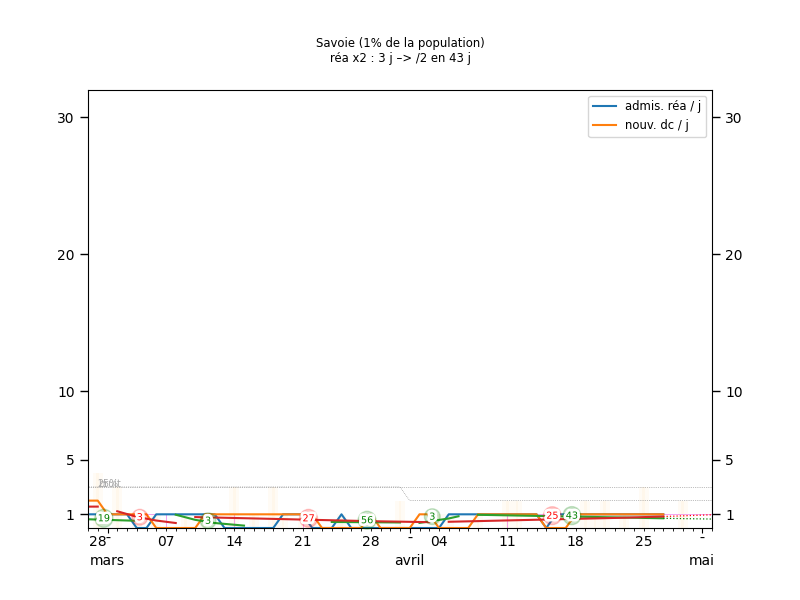 Savoie (1% de la population)
réa x2 : 3 j –> /2 en 43 j
admis. réa / j
nouv. dc / j
30 30
20 20
10 10
5 5
1 1
19 3 3 27 56 3 25 43
28 07 14 21 28 - 04 11 18 25 -
mars avril mai